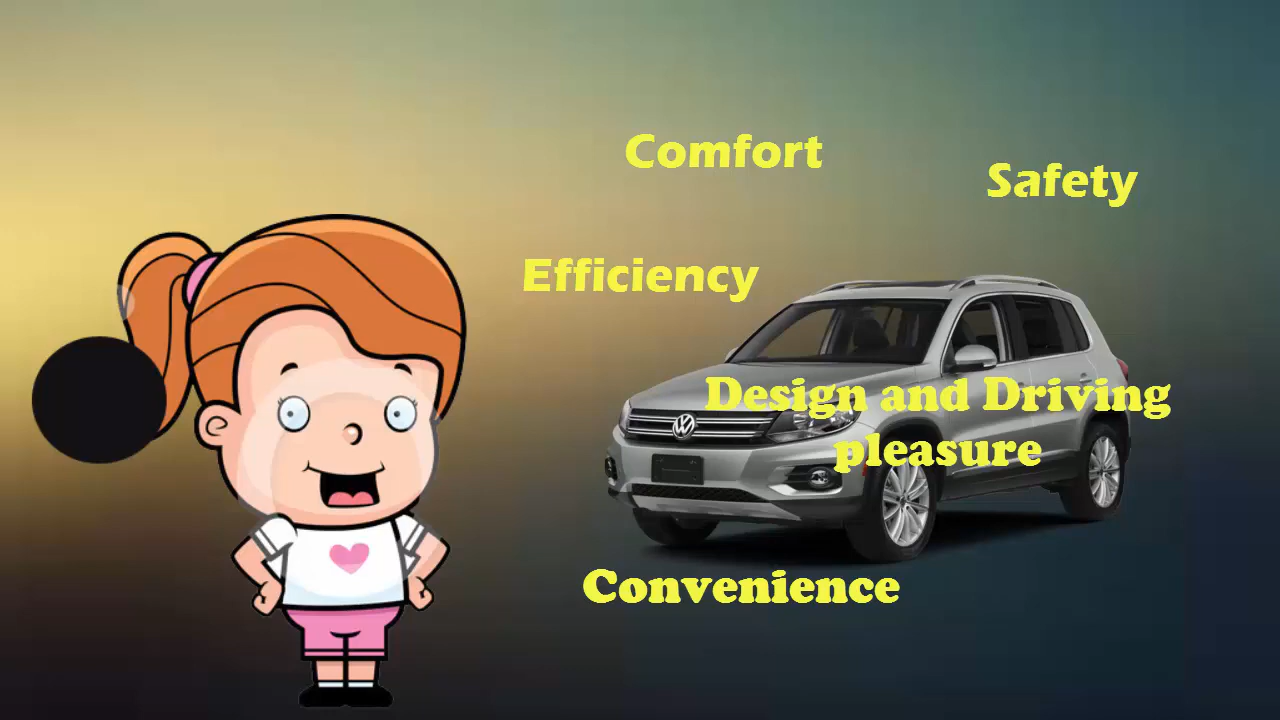 Comfort
Safety
Efficiency
Design and Driving
pleasure
Convenience